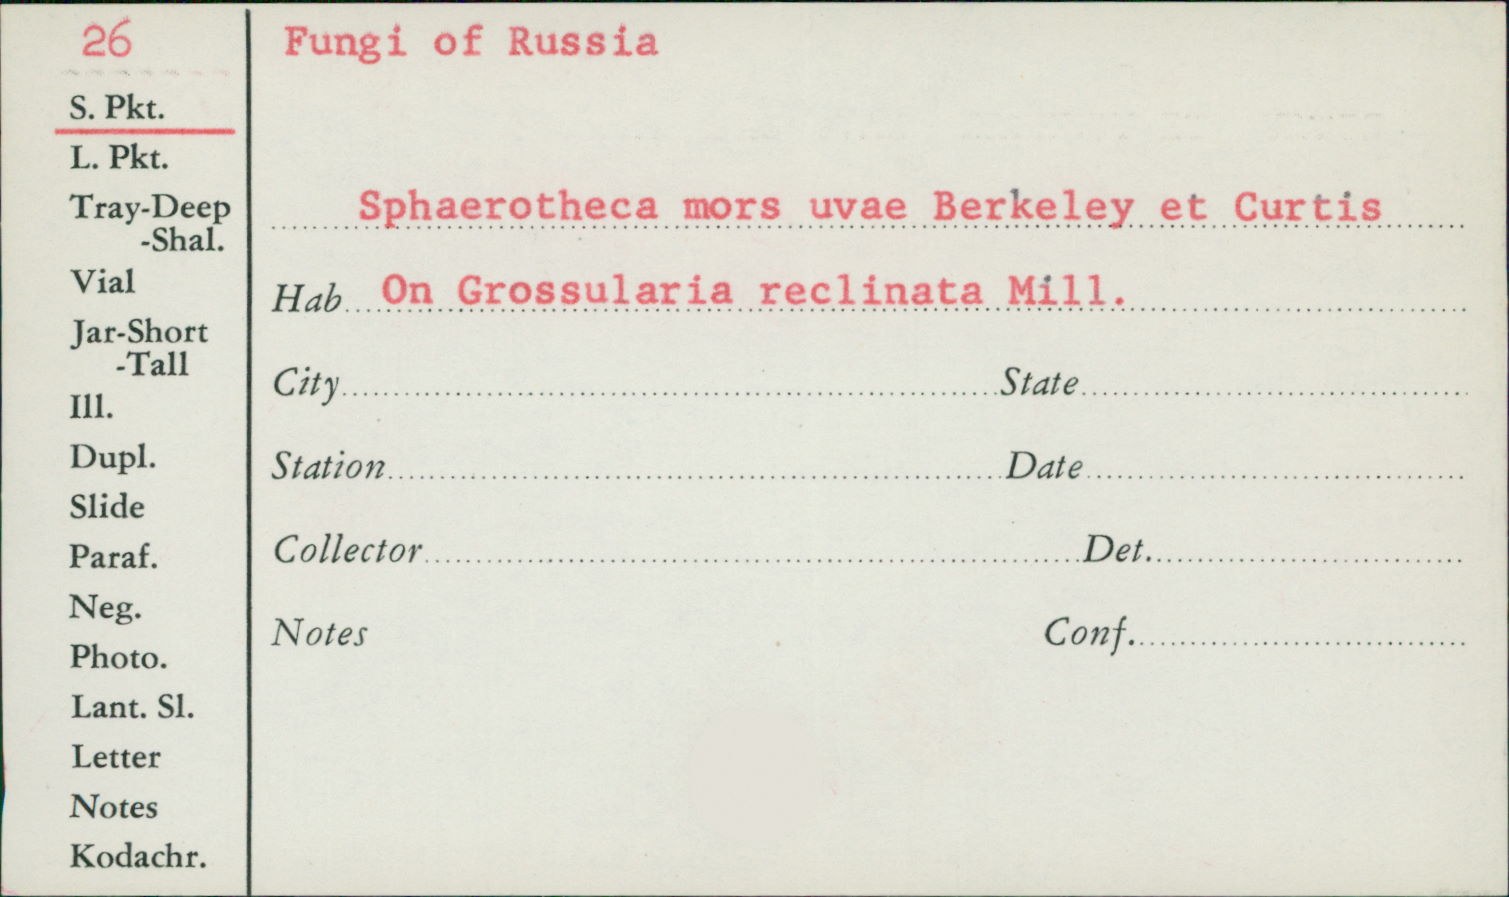 26
S. Pkt.
L. Pkt.
Tray-Deep
-Shal.
Vial
Jar-Short
-Tall
Ill.
Dupl.
Slide
Paraf.
Neg.
Photo.
Lant. Sl.
Letter
Notes
Kodachr.
Fungi of Russia
Sphaerotheca mors uvae Berkeley et Curtis
Hab On Grossularia reclinata Mill.
City State
Station Date
Collector Det.
Notes Conf.